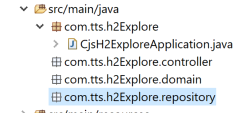 src/main/java
com.tts.h2Explore
CjsH2ExploreApplication.java
com.tts.h2Explore.controller
com.tts.h2Explore.domain
com.tts.h2Explore.repository